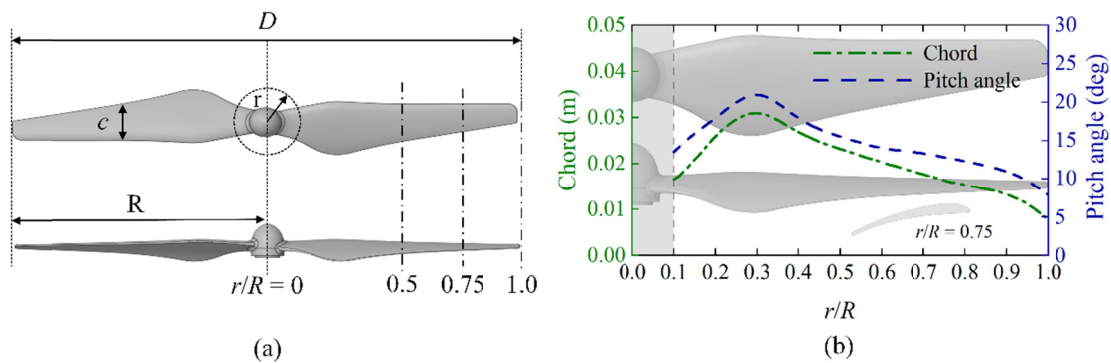 D
r
c
R
r/R = 0
0.5
0.75
1.0
(a)
0.05
0.04
0.03
0.02
0.01
0.00
Chord (m)
30
25
20
15
10
5
0
Pitch angle (deg)
Chord
Pitch angle
r/R = 0.75
0.0 0.1 0.2 0.3 0.4 0.5 0.6 0.7 0.8 0.9 1.0
r/R
(b)